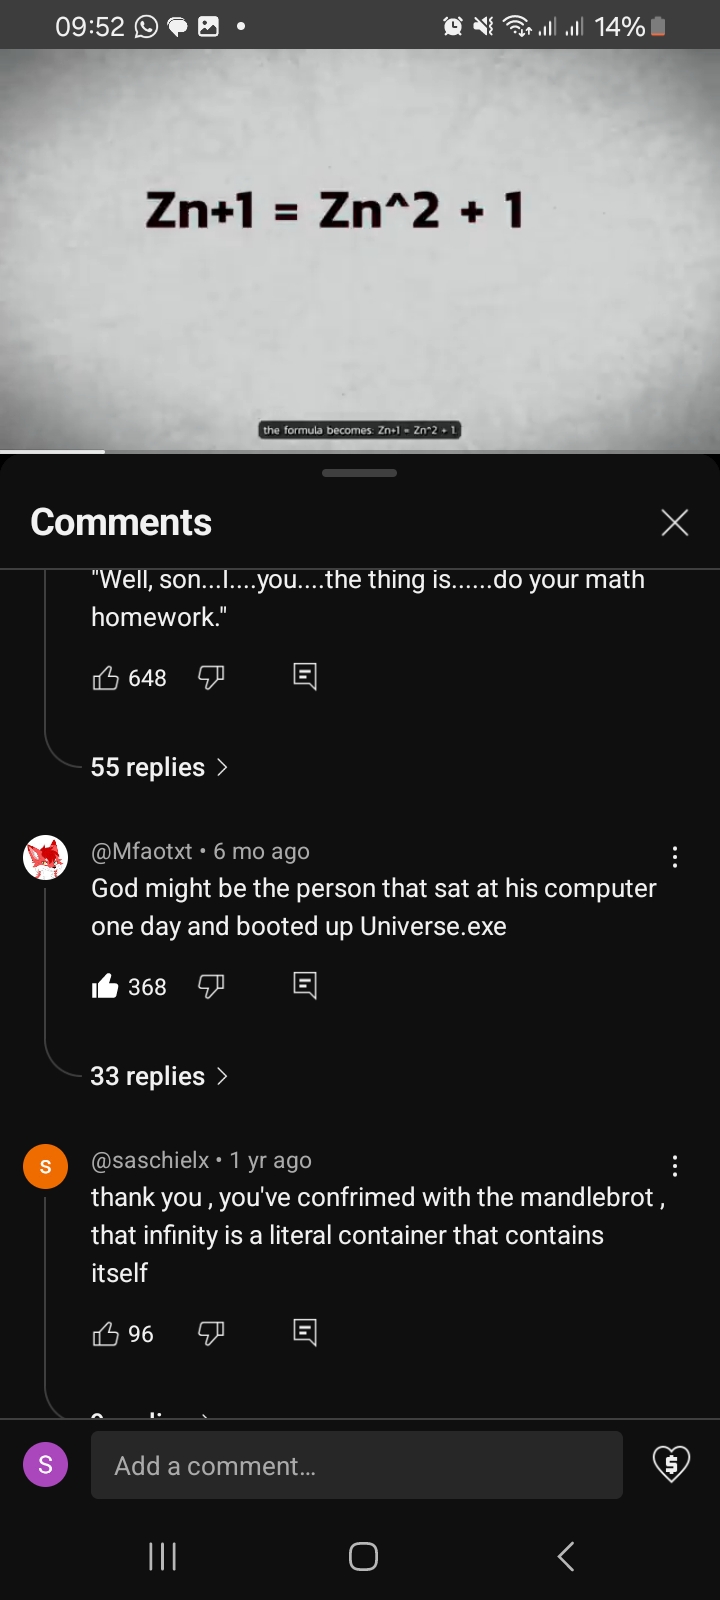 09:52
14%
Zn+1 = Zn^2 + 1
the formula becomes: Zn+1 = Zn^2 + 1.
Comments
"Well, son...I....you....the thing is......do your math
homework."
648
55 replies
@Mfaotxt • 6 mo ago
God might be the person that sat at his computer
one day and booted up Universe.exe
368
33 replies
S
@saschielx • 1 yr ago
thank you , you've confrimed with the mandlebrot ,
that infinity is a literal container that contains
itself
96
S
Add a comment...